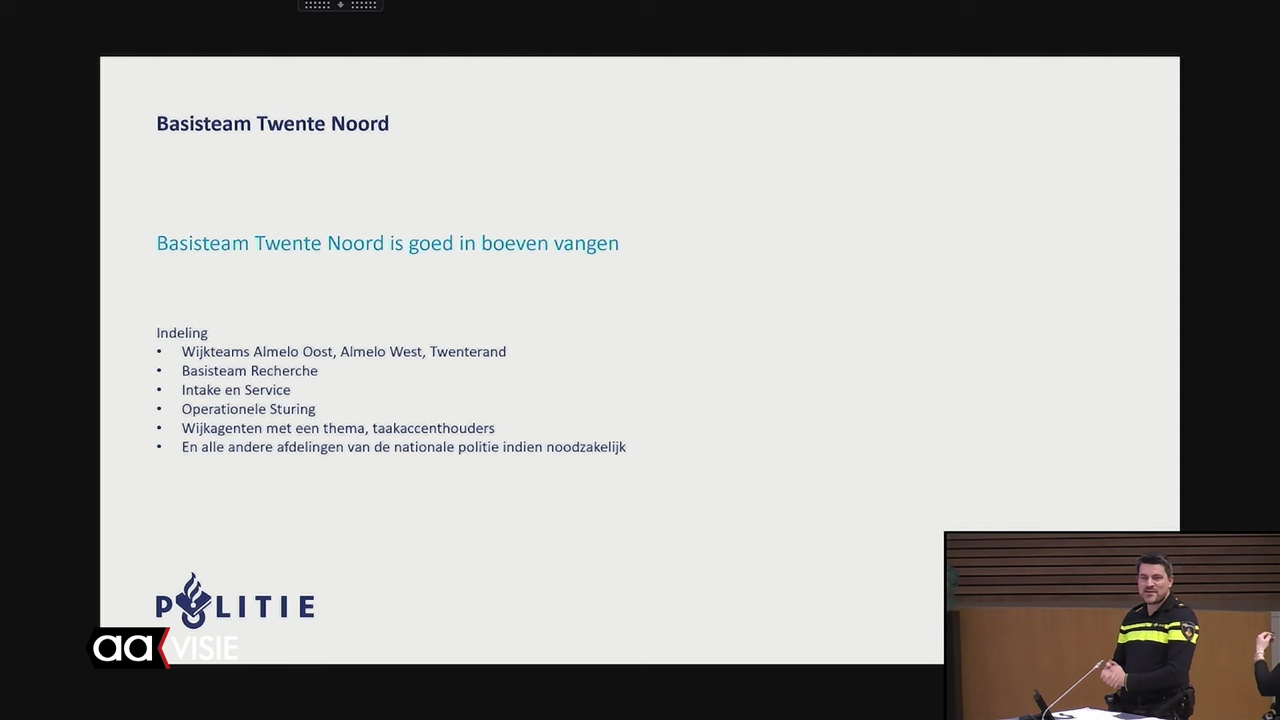 Basisteam Twente Noord
Basisteam Twente Noord is goed in boeven vangen
Indeling
• Wijkteams Almelo Oost, Almelo West, Twenterand
• Basisteam Recherche
• Intake en Service
• Operationele Sturing
• Wijkagenten met een thema, taakaccenthouders
• En alle andere afdelingen van de nationale politie indien noodzakelijk
POLITIE
aa VISIE